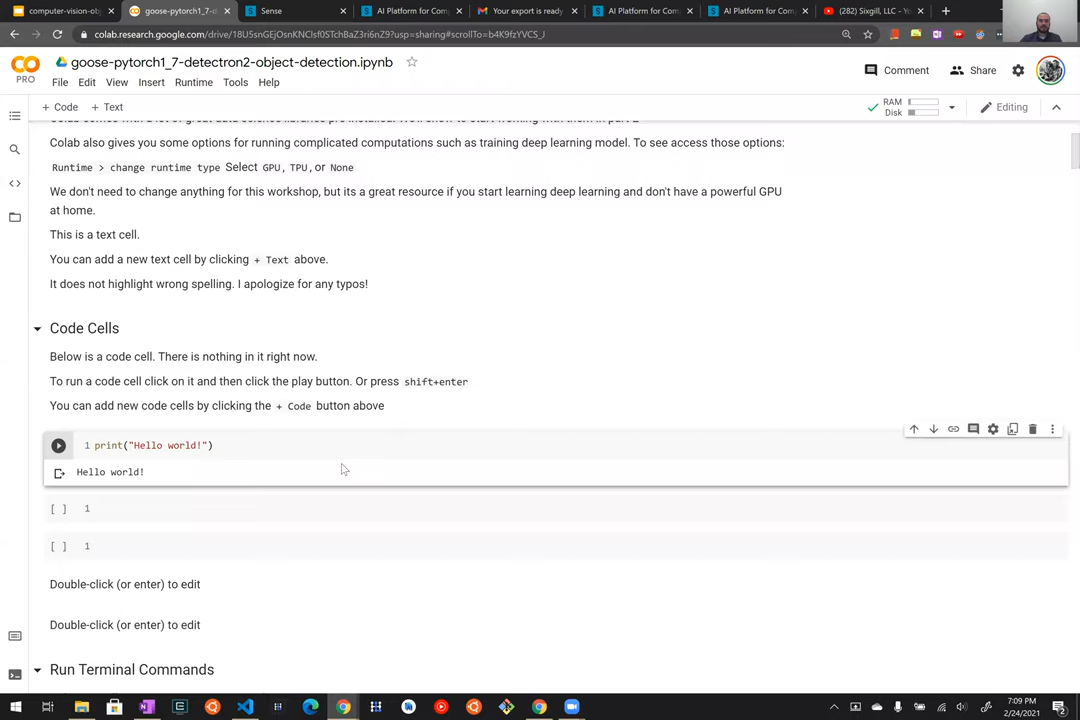 computer-vision-obj
goose-pytorch1_7-d
Sense
AI Platform for Com
Your export is ready
AI Platform for Com
AI Platform for Com
(282) Sixgill, LLC - Yo
colab.research.google.com/drive/18U5snGEjOsnKNCIsf0STchBaZ3ri6nZ9?usp=sharing#scrollTo=b4K9fzYVCS_I
CO
PRO
goose-pytorch1_7-detectron2-object-detection.ipynb
File Edit View Insert Runtime Tools Help
Comment
Share
+ Code + Text
RAM
Disk
Editing
Colab also gives you some options for running complicated computations such as training deep learning model. To see access those options:
Runtime > change runtime type Select GPU, TPU, or None
We don't need to change anything for this workshop, but its a great resource if you start learning deep learning and don't have a powerful GPU
at home.
This is a text cell.
You can add a new text cell by clicking + Text above.
It does not highlight wrong spelling. I apologize for any typos!
Code Cells
Below is a code cell. There is nothing in it right now.
To run a code cell click on it and then click the play button. Or press shift+enter
You can add new code cells by clicking the + Code button above
1 print("Hello world!")
Hello world!
[ ] 1
[ ] 1
Double-click (or enter) to edit
Double-click (or enter) to edit
Run Terminal Commands
7:09 PM
2/24/2021